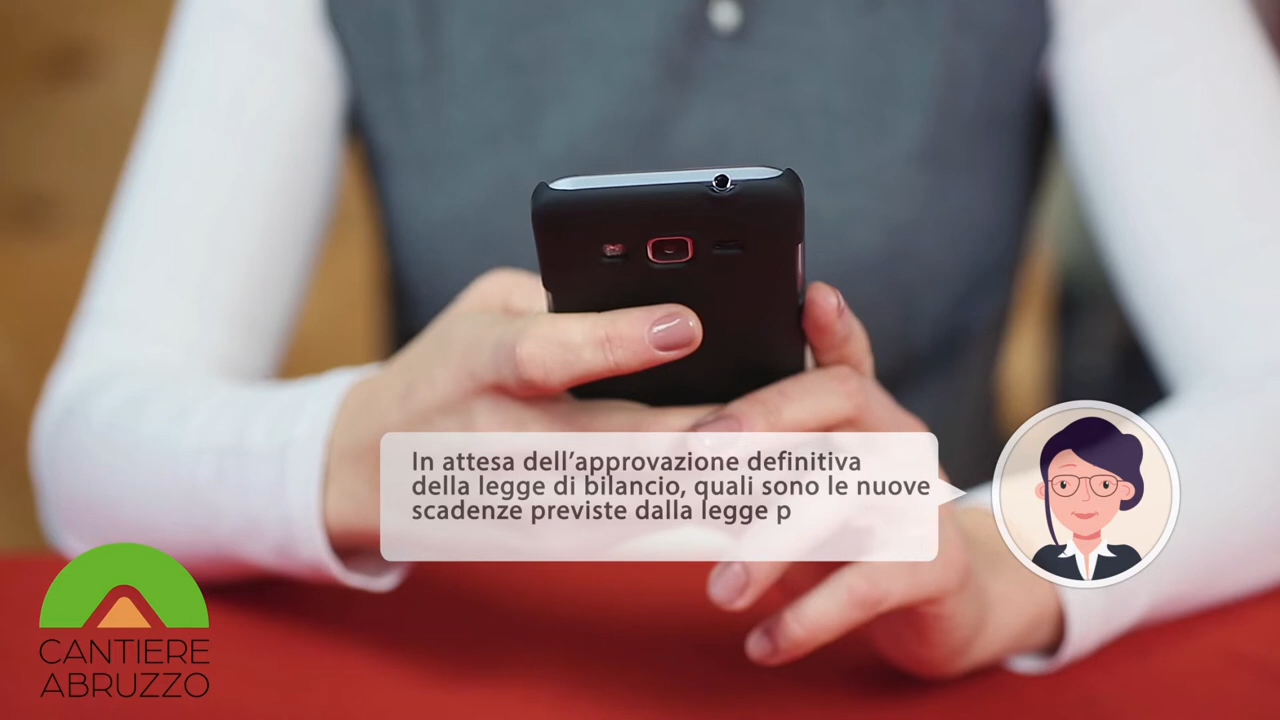 In attesa dell’approvazione definitiva
della legge di bilancio, quali sono le nuove
scadenze previste dalla legge p
CANTIERE
ABRUZZO